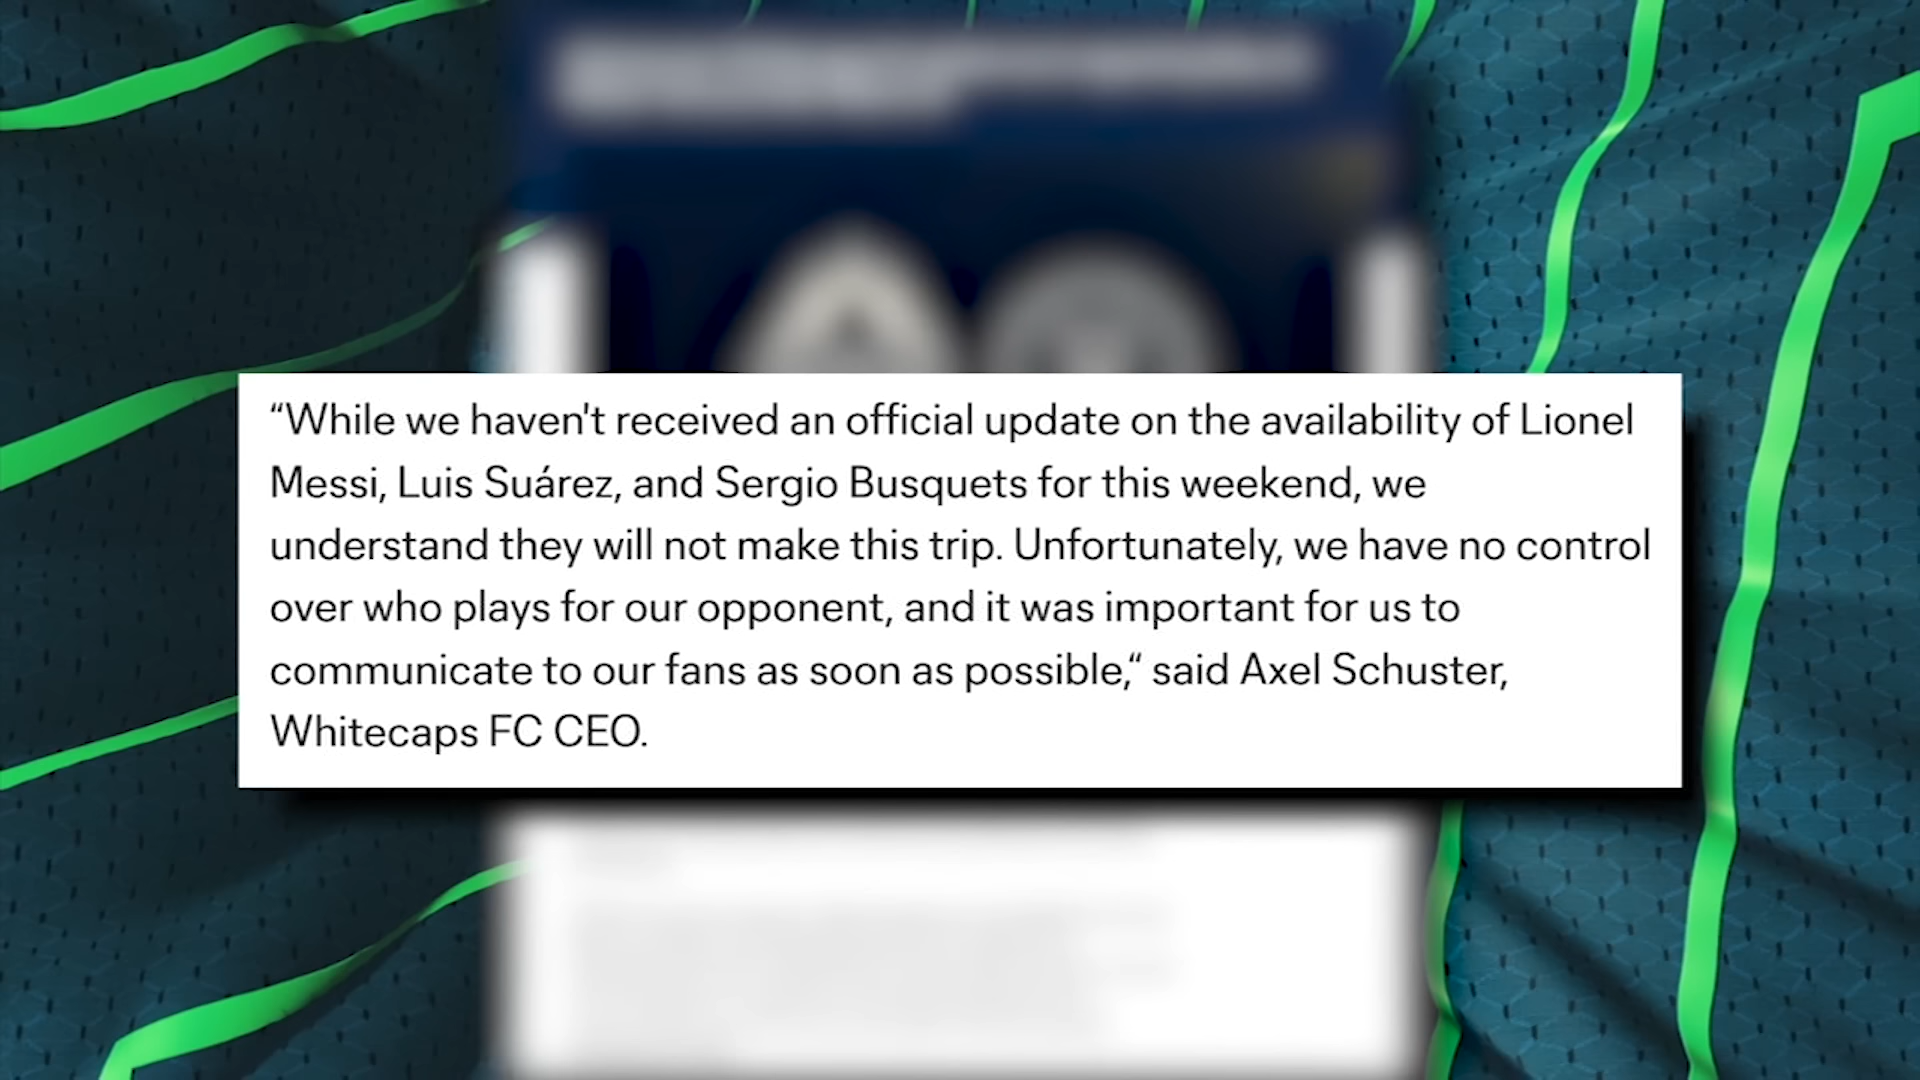 “While we haven't received an official update on the availability of Lionel
Messi, Luis Suárez, and Sergio Busquets for this weekend, we
understand they will not make this trip. Unfortunately, we have no control
over who plays for our opponent, and it was important for us to
communicate to our fans as soon as possible,“ said Axel Schuster,
Whitecaps FC CEO.